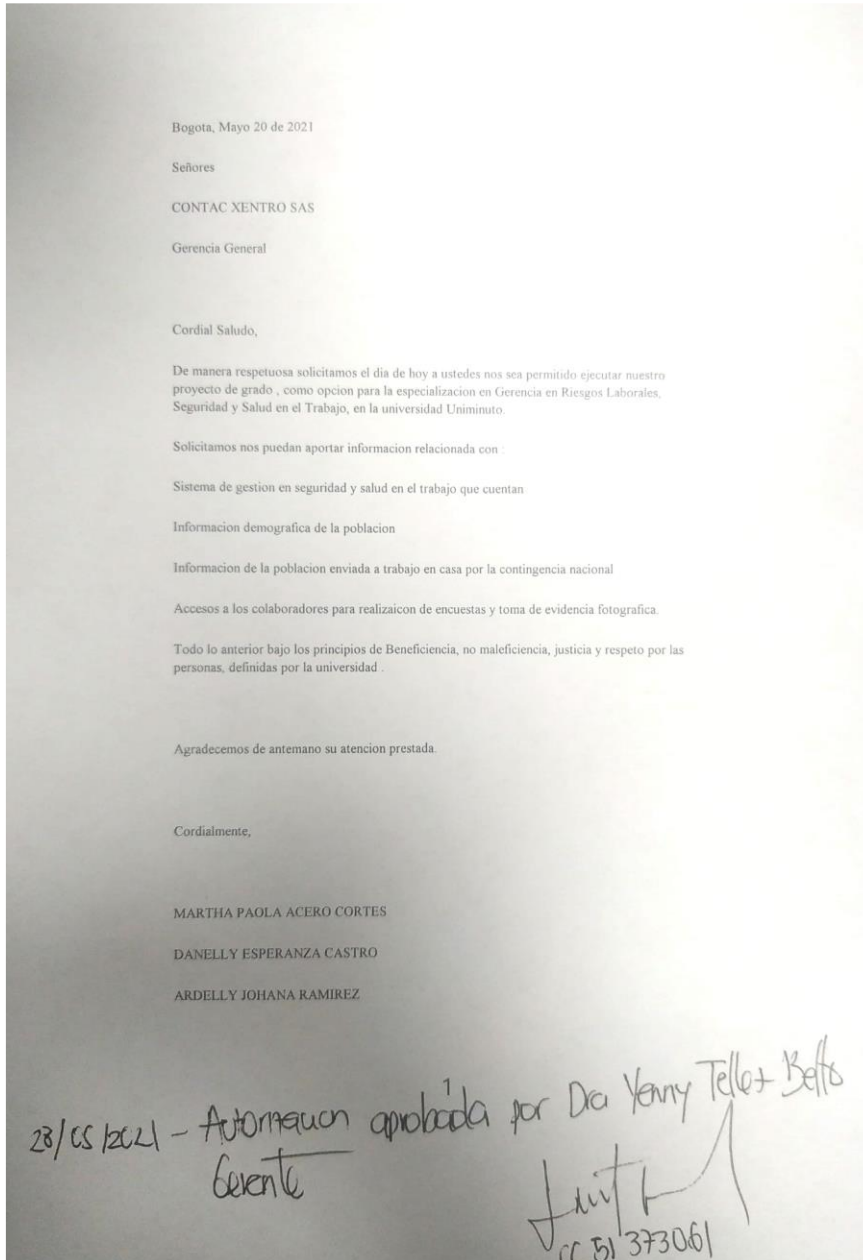 Bogota, Mayo 20 de 2021
Señores
CONTAC XENTRO SAS
Gerencia General
Cordial Saludo,
De manera respetuosa solicitamos el dia de hoy a ustedes nos sea permitido ejecutar nuestro
proyecto de grado , como opcion para la especializacion en Gerencia en Riesgos Laborales,
Seguridad y Salud en el Trabajo, en la universidad Uniminuto.
Solicitamos nos puedan aportar informacion relacionada con :
Sistema de gestion en seguridad y salud en el trabajo que cuentan
Informacion demografica de la poblacion
Informacion de la poblacion enviada a trabajo en casa por la contingencia nacional
Accesos a los colaboradores para realizaicon de encuestas y toma de evidencia fotografica.
Todo lo anterior bajo los principios de Beneficiencia, no maleficiencia, justicia y respeto por las
personas, definidas por la universidad .
Agradecemos de antemano su atencion prestada.
Cordialmente,
MARTHA PAOLA ACERO CORTES
DANELLY ESPERANZA CASTRO
ARDELLY JOHANA RAMIREZ
1
28/05/2021 - aprobada por Dra Yenny Tellez
Gerente
CC 51'373061